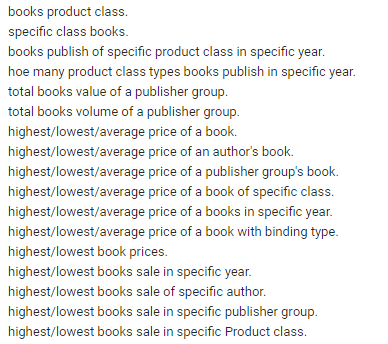 books product class.
specific class books.
books publish of specific product class in specific year.
hoe many product class types books publish in specific year.
total books value of a publisher group.
total books volume of a publisher group.
highest/lowest/average price of a book.
highest/lowest/average price of an author's book.
highest/lowest/average price of a publisher group's book.
highest/lowest/average price of a book of specific class.
highest/lowest/average price of a books in specific year.
highest/lowest/average price of a book with binding type.
highest/lowest book prices.
highest/lowest books sale in specific year.
highest/lowest books sale of specific author.
highest/lowest books sale in specific publisher group.
highest/lowest books sale in specific Product class.